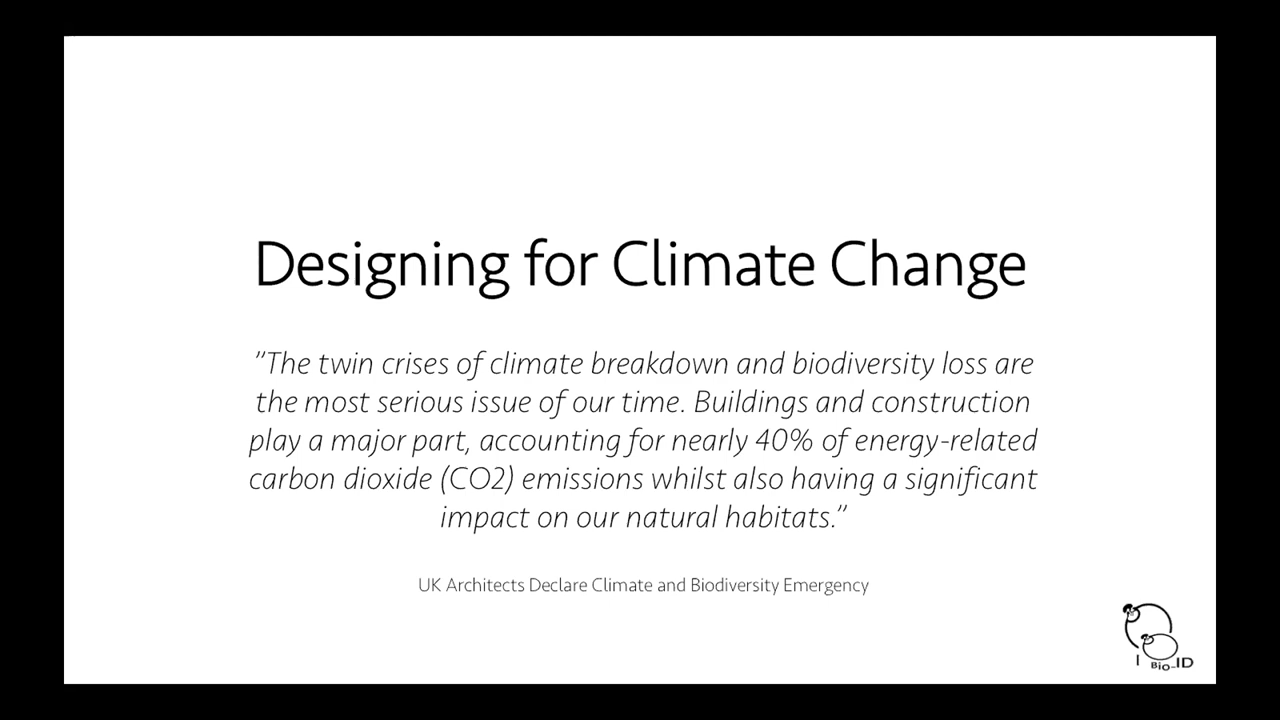 Designing for Climate Change
"The twin crises of climate breakdown and biodiversity loss are
the most serious issue of our time. Buildings and construction
play a major part, accounting for nearly 40% of energy-related
carbon dioxide (CO2) emissions whilst also having a significant
impact on our natural habitats."
UK Architects Declare Climate and Biodiversity Emergency
I Bio-ID